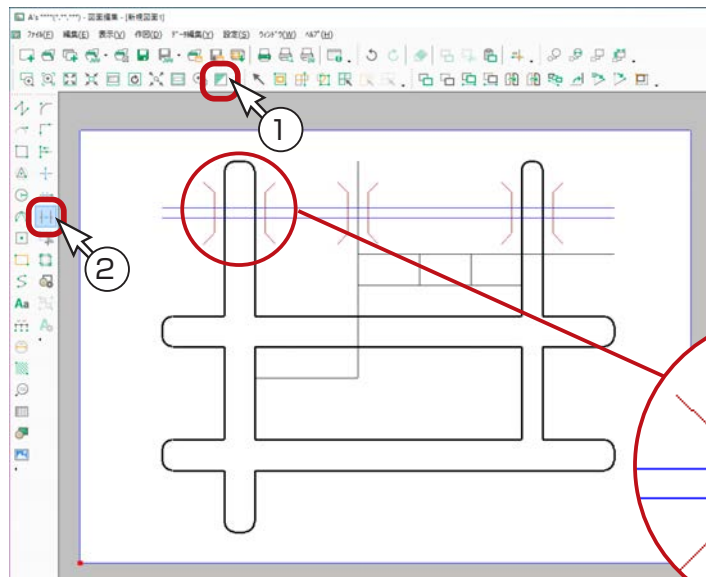 A's ****(*.**.***) - 図面編集 - [新規図面1]
ファイル(F) 編集(E) 表示(V) 作図(D) データ編集(Y) 設定(S) ウィンドウ(W) ヘルプ(H)
1
2
Aa